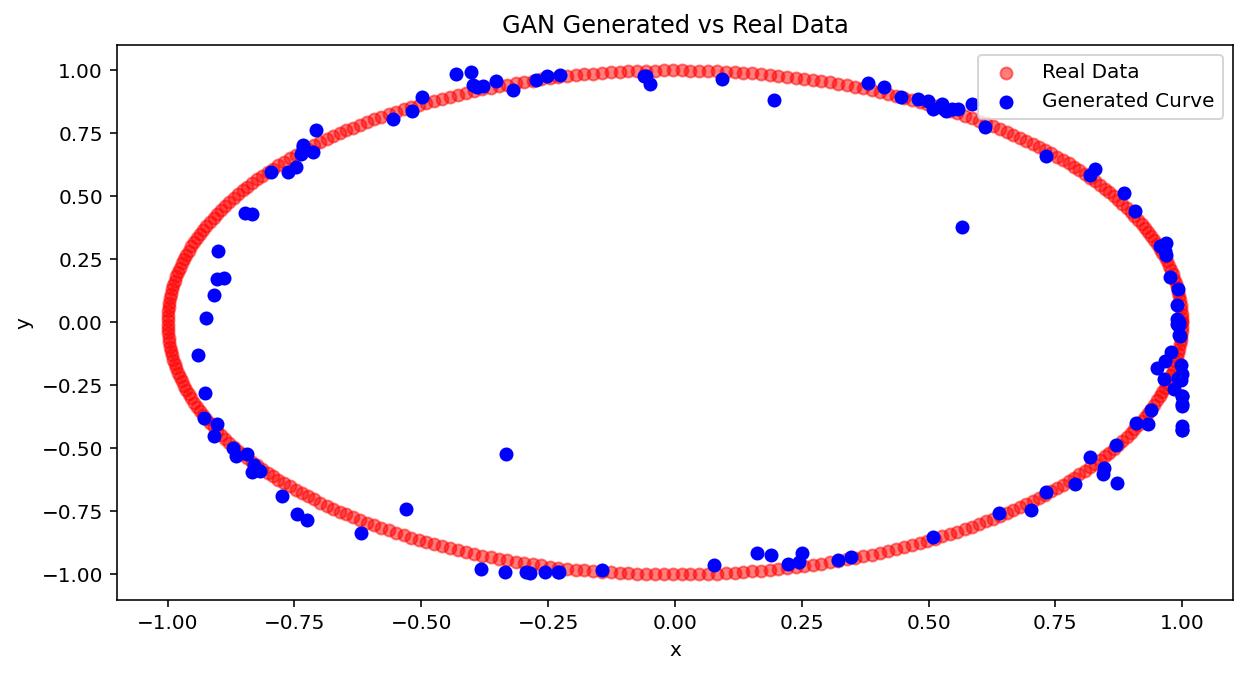 GAN Generated vs Real Data
Real Data
Generated Curve
1.00
0.75
0.50
0.25
0.00
−0.25
−0.50
−0.75
−1.00
y
−1.00 −0.75 −0.50 −0.25 0.00 0.25 0.50 0.75 1.00
x